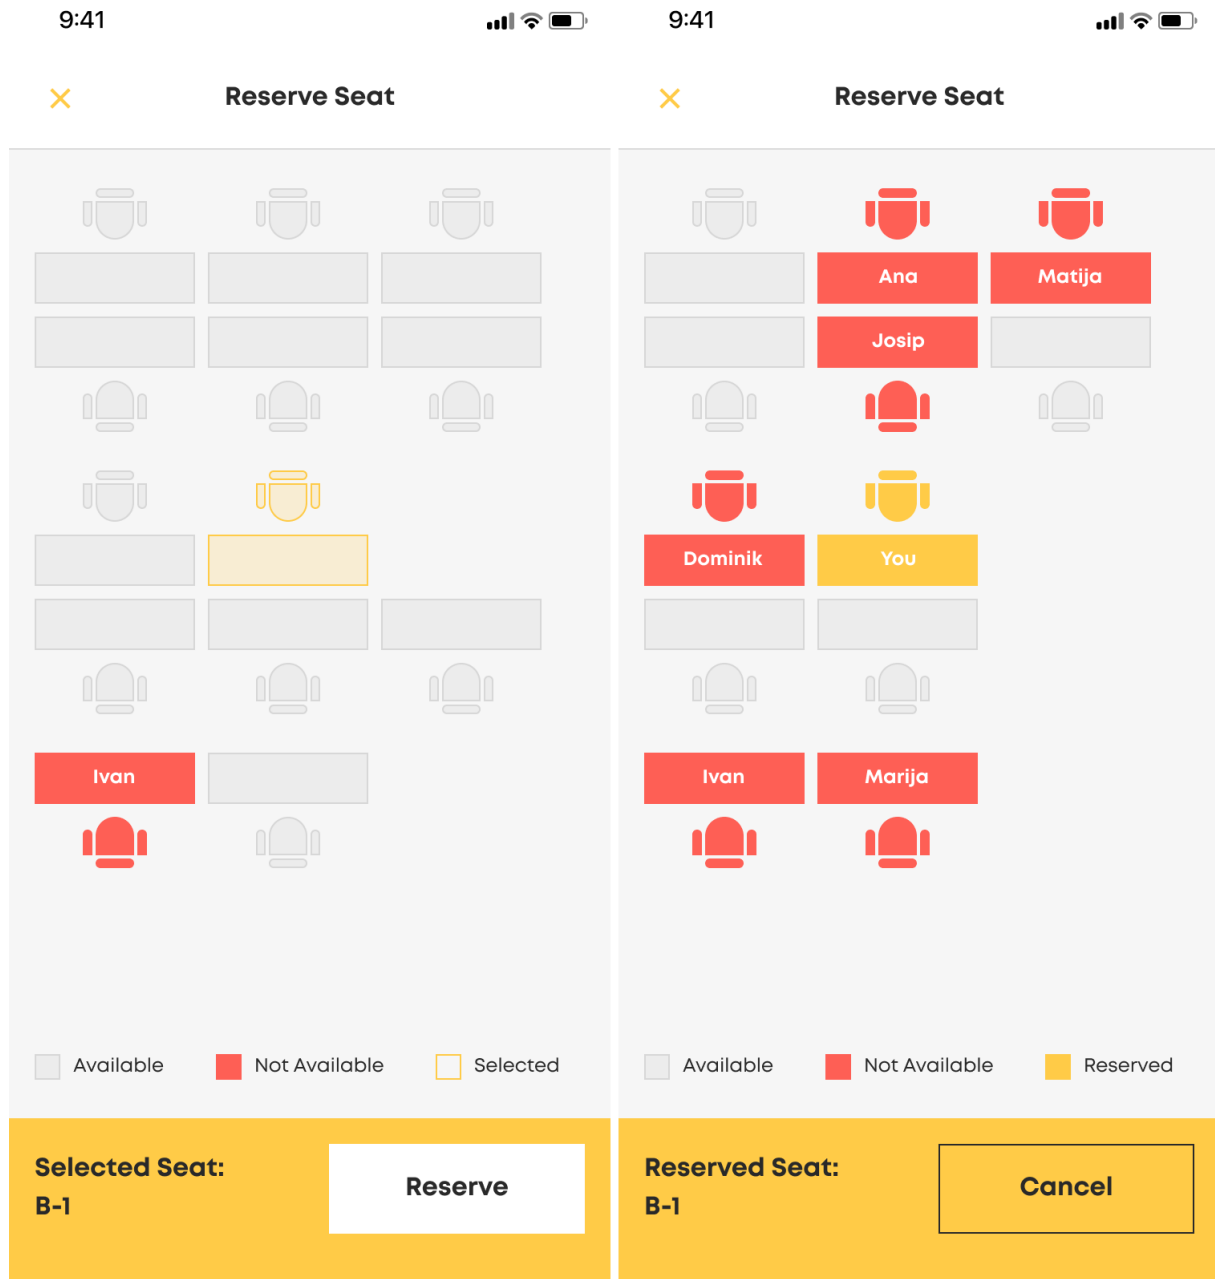 9:41
Reserve Seat
Ivan
Available
Not Available
Selected
Selected Seat:
B-1
Reserve
9:41
Reserve Seat
Ana
Matija
Josip
Dominik
You
Ivan
Marija
Available
Not Available
Reserved
Reserved Seat:
B-1
Cancel